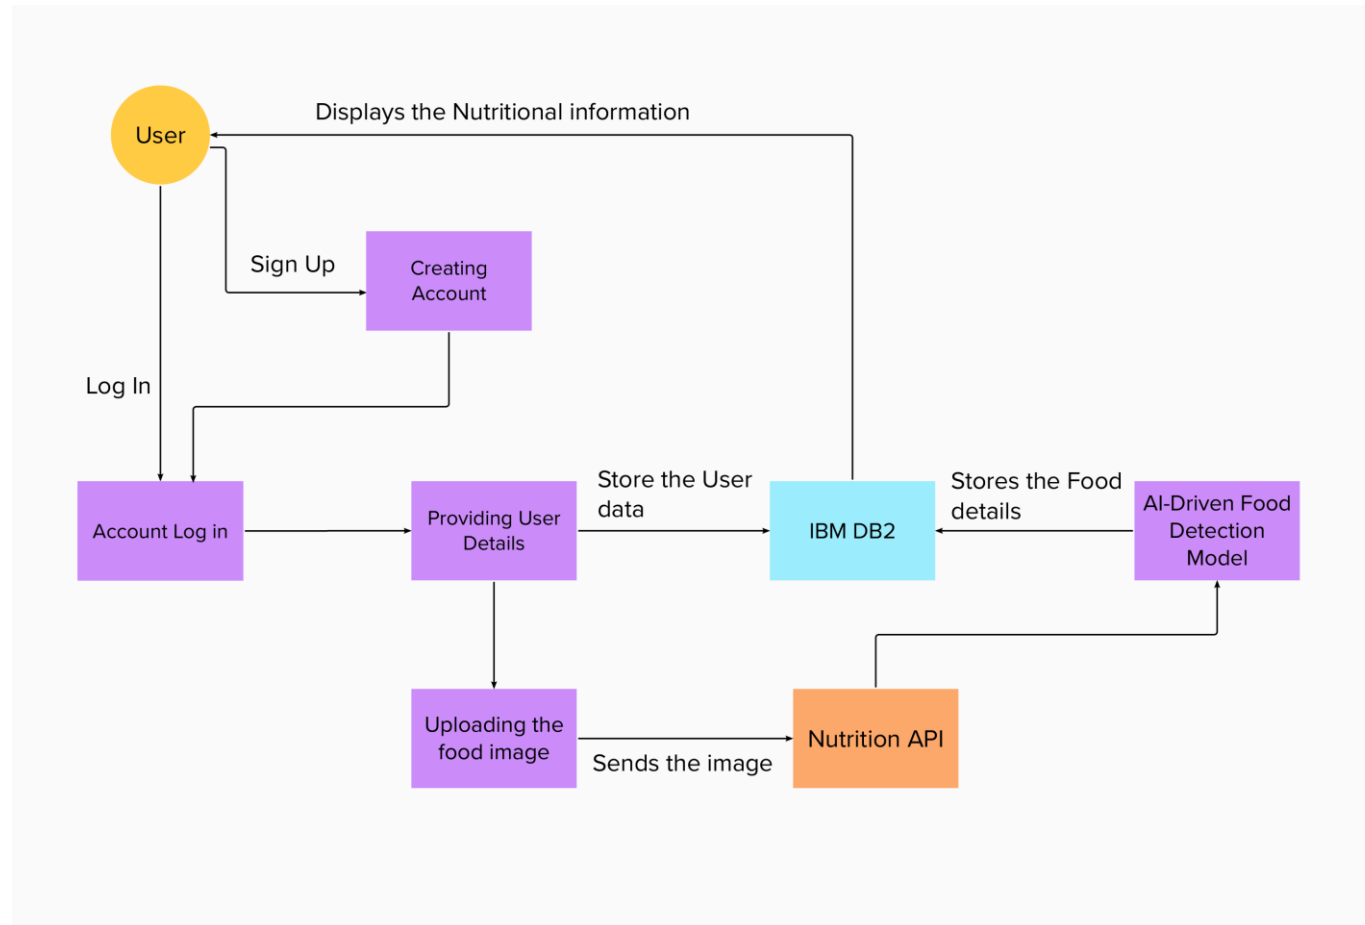 Displays the Nutritional information
User
Sign Up
Creating
Account
Log In
Account Log in
Providing User
Details
Store the User
data
IBM DB2
Stores the Food
details
AI-Driven Food
Detection
Model
Uploading the
food image
Sends the image
Nutrition API